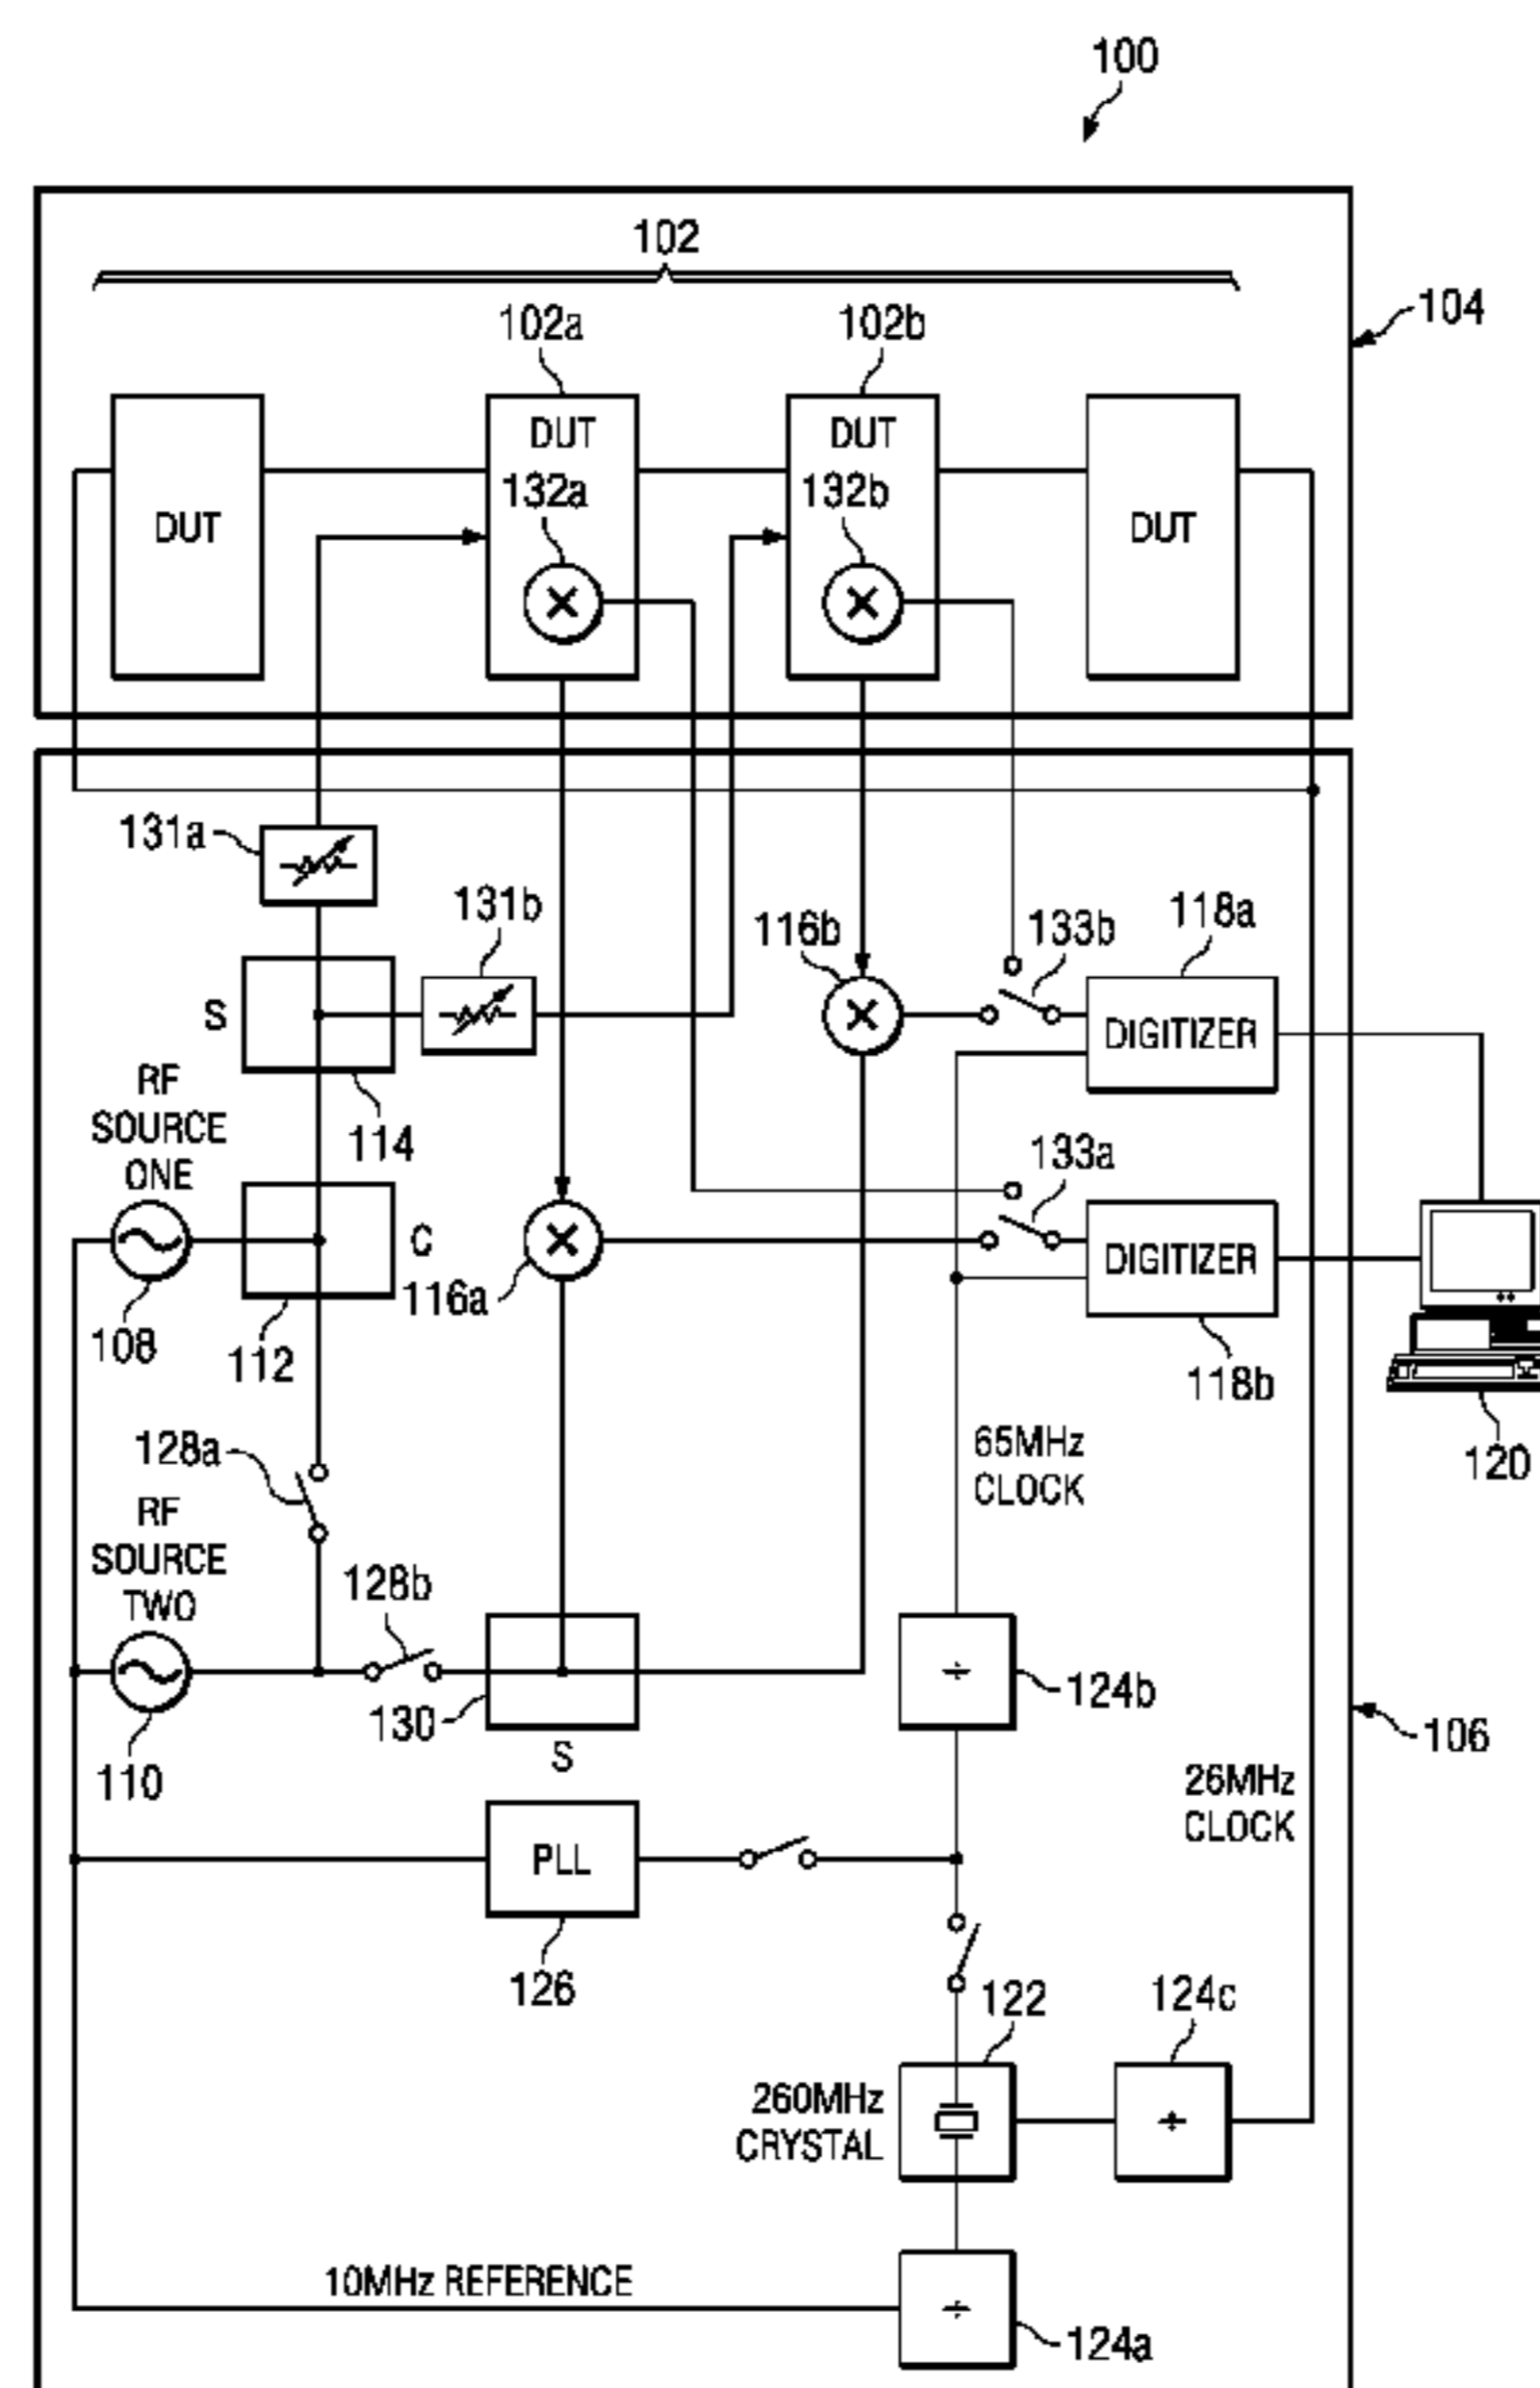 100
102
102a
102b
104
DUT
DUT
132a
DUT
132b
DUT
131a
131b
116b
133b
118a
S
DIGITIZER
RF
SOURCE
ONE
114
133a
C
DIGITIZER
108
112
116a
118b
128a
65MHz
CLOCK
120
RF
SOURCE
TWO
128b
124b
110
130
S
106
26MHz
CLOCK
PLL
126
122
124c
260MHz
CRYSTAL
10MHz REFERENCE
124a